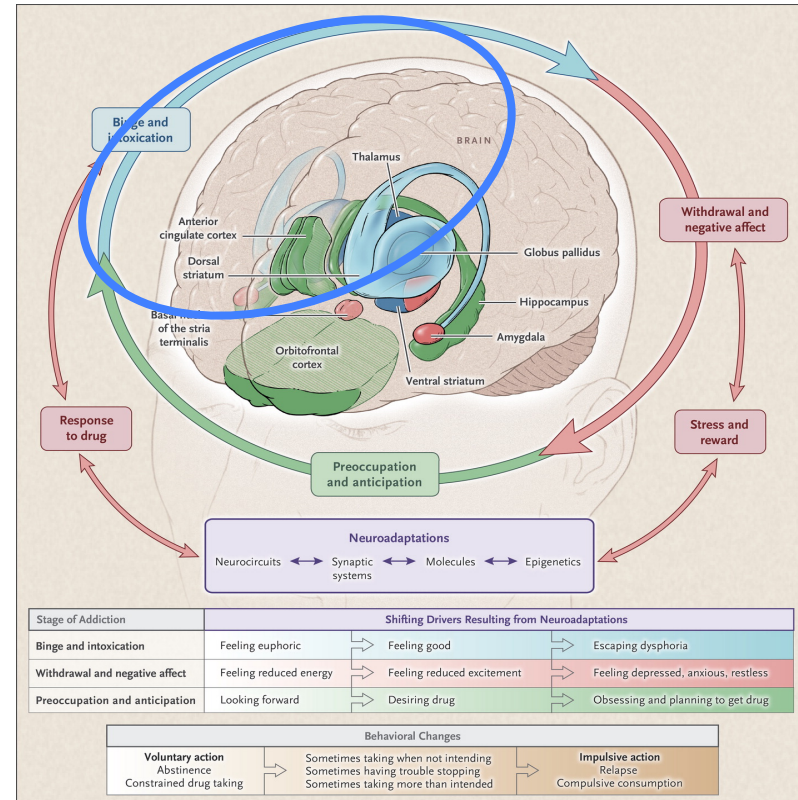 Binge and
intoxication
BRAIN
Thalamus
Anterior
cingulate cortex
Dorsal
striatum
Globus pallidus
Withdrawal and
negative affect
Hippocampus
of the stria
terminalis
Amygdala
Orbitofrontal
cortex
Ventral striatum
Response
to drug
Stress and
reward
Preoccupation
and anticipation
Neuroadaptations
Neurocircuits Synaptic systems Molecules Epigenetics
Stage of Addiction Shifting Drivers Resulting from Neuroadaptations
Binge and intoxication Feeling euphoric Feeling good Escaping dysphoria
Withdrawal and negative affect Feeling reduced energy Feeling reduced excitement Feeling depressed, anxious, restless
Preoccupation and anticipation Looking forward Desiring drug Obsessing and planning to get drug
Behavioral Changes
Voluntary action
Abstinence
Constrained drug taking
Sometimes taking when not intending
Sometimes having trouble stopping
Sometimes taking more than intended
Impulsive action
Relapse
Compulsive consumption